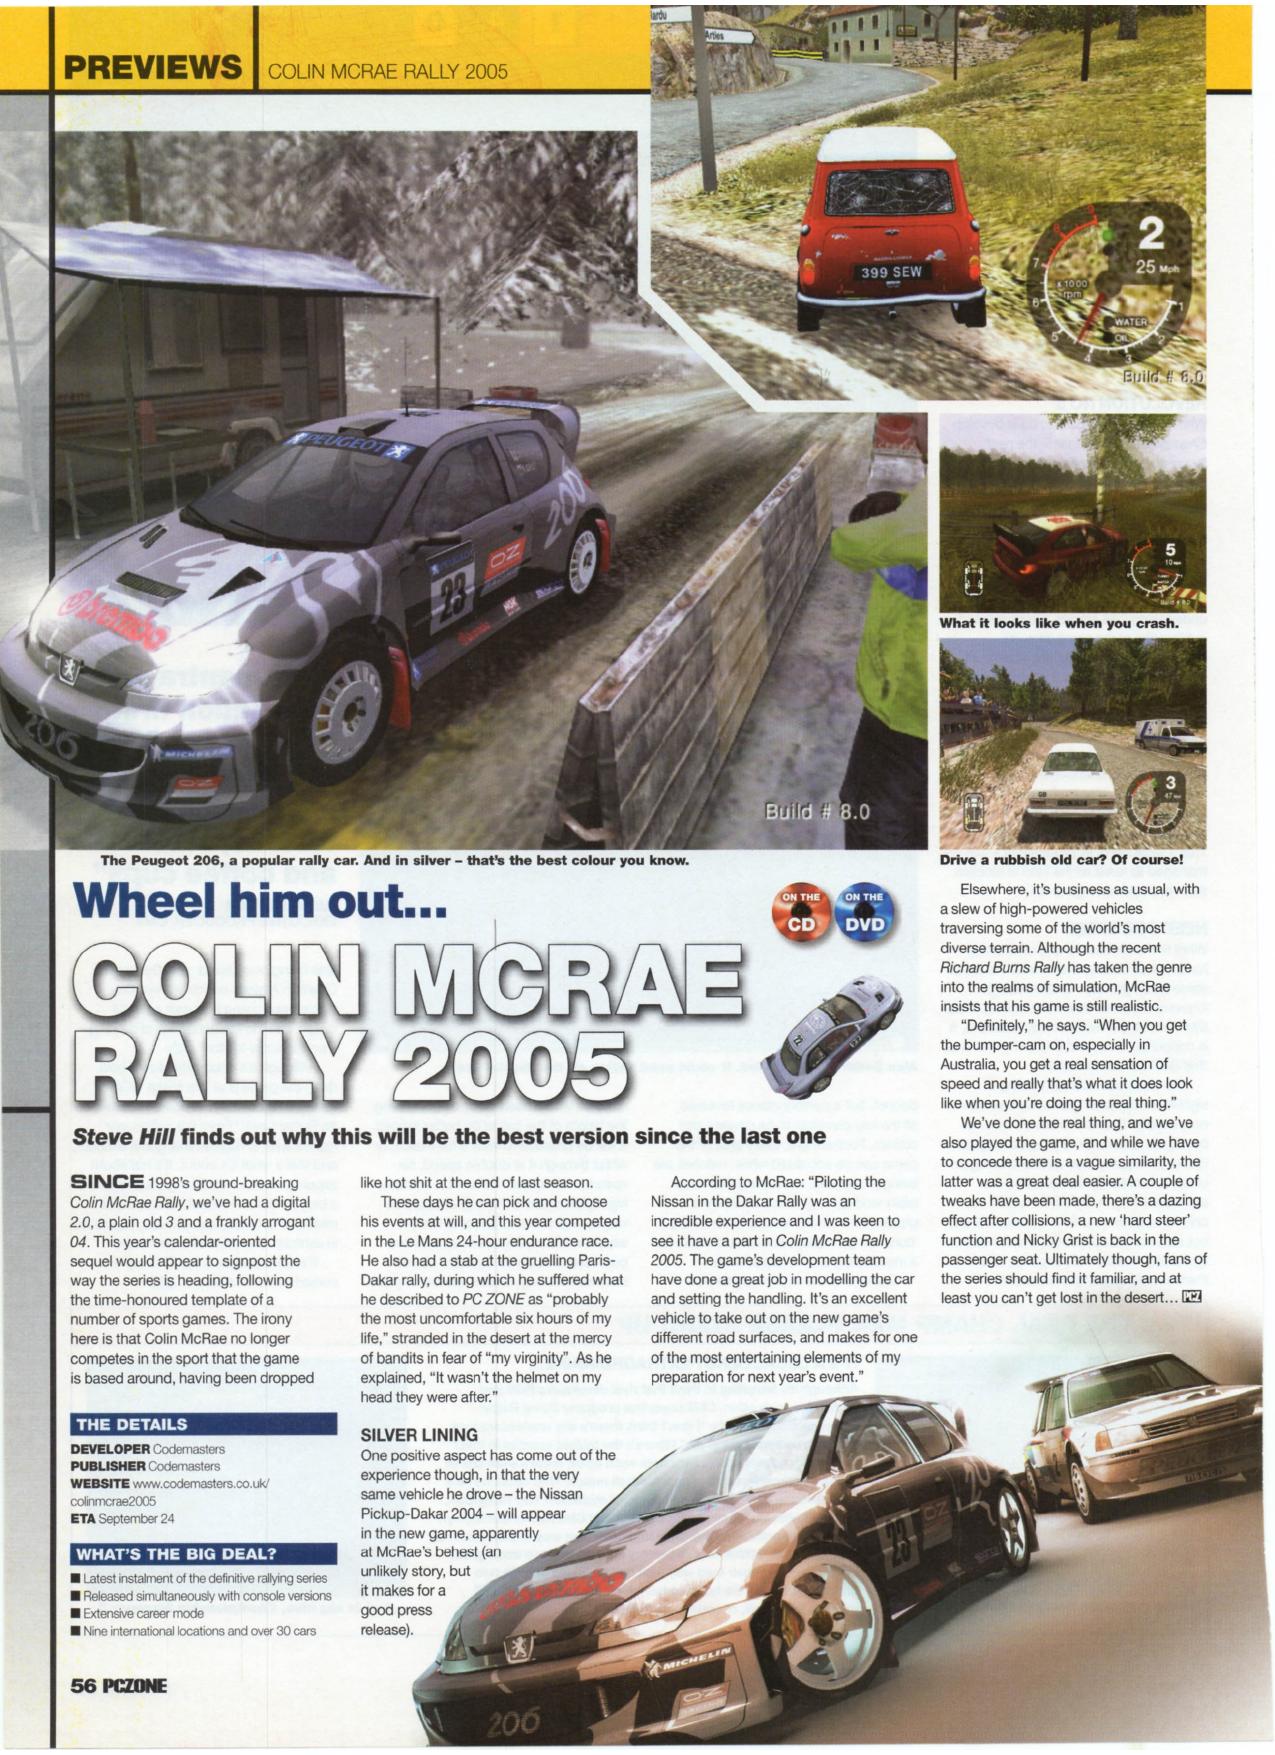 PREVIEWS
COLIN MCRAE RALLY 2005
Arties
399 SEW
2
25 Mph
x1000
rpm
WATER
OIL
Build # 8.0
PEUGEOT
206
23
OZ
brembo
206
MICHELIN
OZ
Build # 8.0
5
What it looks like when you crash.
3
Drive a rubbish old car? Of course!
The Peugeot 206, a popular rally car. And in silver – that's the best colour you know.
Wheel him out...
ON THE
CD
ON THE
DVD
COLIN MCRAE
RALLY 2005
Steve Hill finds out why this will be the best version since the last one
SINCE 1998's ground-breaking
Colin McRae Rally, we've had a digital
2.0, a plain old 3 and a frankly arrogant
04. This year's calendar-oriented
sequel would appear to signpost the
way the series is heading, following
the time-honoured template of a
number of sports games. The irony
here is that Colin McRae no longer
competes in the sport that the game
is based around, having been dropped
like hot shit at the end of last season.
These days he can pick and choose
his events at will, and this year competed
in the Le Mans 24-hour endurance race.
He also had a stab at the gruelling Paris-
Dakar rally, during which he suffered what
he described to PC ZONE as “probably
the most uncomfortable six hours of my
life,” stranded in the desert at the mercy
of bandits in fear of “my virginity”. As he
explained, “It wasn't the helmet on my
head they were after.”
SILVER LINING
One positive aspect has come out of the
experience though, in that the very
same vehicle he drove – the Nissan
Pickup-Dakar 2004 – will appear
in the new game, apparently
at McRae's behest (an
unlikely story, but
it makes for a
good press
release).
According to McRae: “Piloting the
Nissan in the Dakar Rally was an
incredible experience and I was keen to
see it have a part in Colin McRae Rally
2005. The game's development team
have done a great job in modelling the car
and setting the handling. It's an excellent
vehicle to take out on the new game's
different road surfaces, and makes for one
of the most entertaining elements of my
preparation for next year's event.”
Elsewhere, it's business as usual, with
a slew of high-powered vehicles
traversing some of the world's most
diverse terrain. Although the recent
Richard Burns Rally has taken the genre
into the realms of simulation, McRae
insists that his game is still realistic.
“Definitely,” he says. “When you get
the bumper-cam on, especially in
Australia, you get a real sensation of
speed and really that's what it does look
like when you're doing the real thing.”
We've done the real thing, and we've
also played the game, and while we have
to concede there is a vague similarity, the
latter was a great deal easier. A couple of
tweaks have been made, there's a dazing
effect after collisions, a new 'hard steer'
function and Nicky Grist is back in the
passenger seat. Ultimately though, fans of
the series should find it familiar, and at
least you can't get lost in the desert... PCZ
THE DETAILS
DEVELOPER Codemasters
PUBLISHER Codemasters
WEBSITE www.codemasters.co.uk/
colinmcrae2005
ETA September 24
WHAT'S THE BIG DEAL?
■ Latest instalment of the definitive rallying series
■ Released simultaneously with console versions
■ Extensive career mode
■ Nine international locations and over 30 cars
23
MICHELIN
OZ
206
56 PCZONE